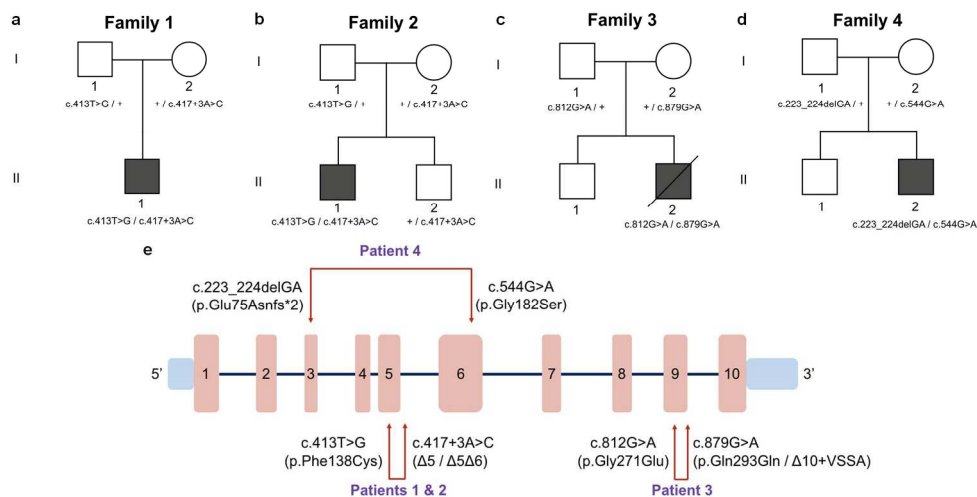 a
Family 1
b
Family 2
c
Family 3
d
Family 4
I
1
2
c.413T>G / +
+ / c.417+3A>C
II
1
c.413T>G / c.417+3A>C
I
1
2
c.413T>G / +
+ / c.417+3A>C
II
1
2
c.413T>G / c.417+3A>C
+ / c.417+3A>C
I
1
2
c.812G>A / +
+ / c.879G>A
II
1
2
c.812G>A / c.879G>A
I
1
2
c.223_224delGA / +
+ / c.544G>A
II
1
2
c.223_224delGA / c.544G>A
e
Patient 4
c.223_224delGA
(p.Glu75Asnfs*2)
c.544G>A
(p.Gly182Ser)
5’ 1 2 3 4 5 6 7 8 9 10 3’
c.413T>G
(p.Phe138Cys)
c.417+3A>C
(Δ5 / Δ5Δ6)
Patients 1 & 2
c.812G>A
(p.Gly271Glu)
c.879G>A
(p.Gln293Gln / Δ10+VSSA)
Patient 3